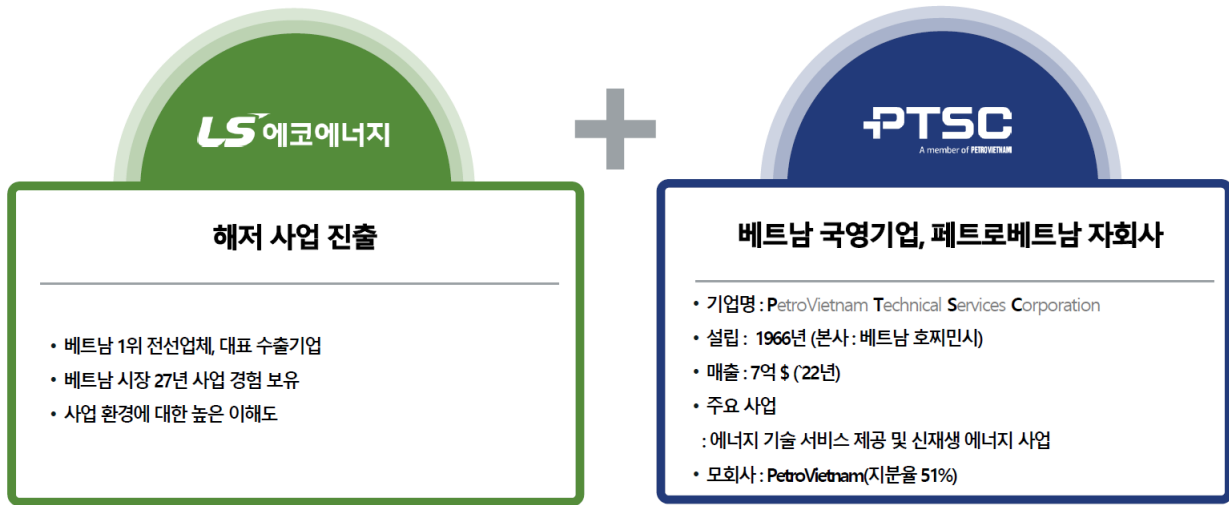 LS 에코에너지
해저 사업 진출
• 베트남 1위 전선업체, 대표 수출기업
• 베트남 시장 27년 사업 경험 보유
• 사업 환경에 대한 높은 이해도
+
PTSC
A member of PETROVIETNAM
베트남 국영기업, 페트로베트남 자회사
• 기업명 : PetroVietnam Technical Services Corporation
• 설립 : 1966년 (본사 : 베트남 호찌민시)
• 매출 : 7억 $ (`22년)
• 주요 사업
: 에너지 기술 서비스 제공 및 신재생 에너지 사업
• 모회사 : PetroVietnam(지분율 51%)